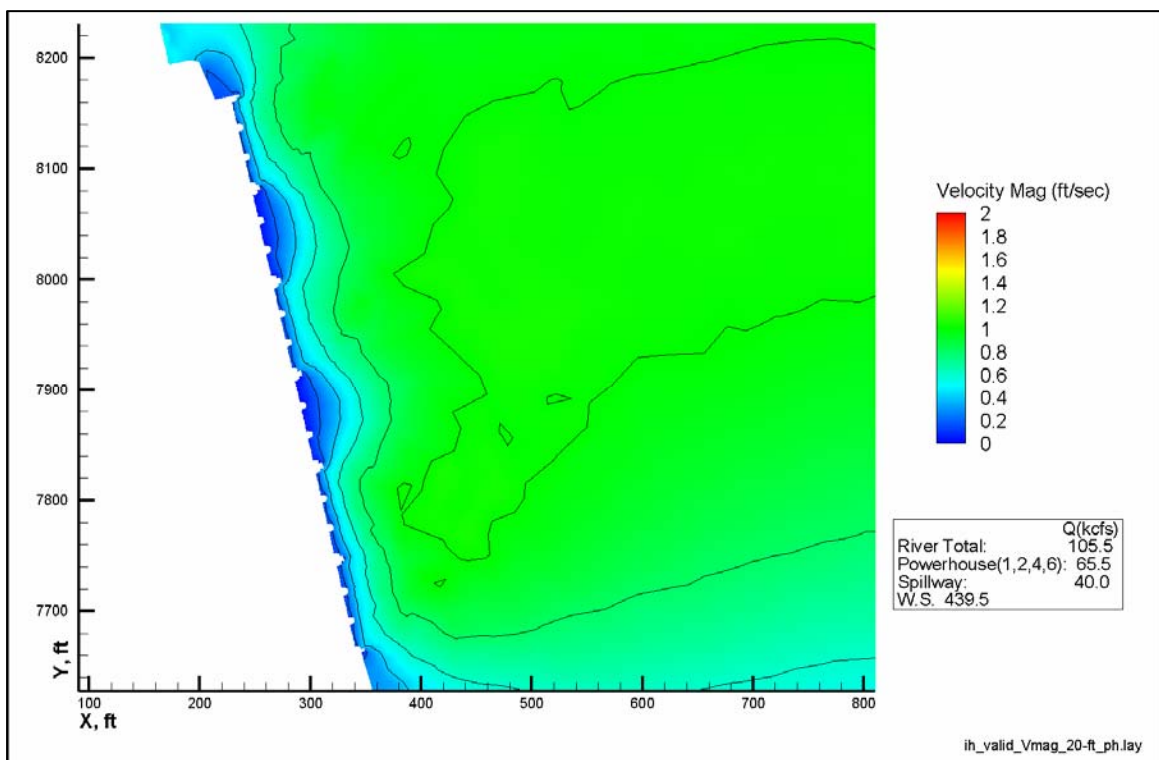 8200
8100
8000
7900
7800
7700
Y, ft
100 200 300 400 500 600 700 800
X, ft
Velocity Mag (ft/sec)
2
1.8
1.6
1.4
1.2
1
0.8
0.6
0.4
0.2
0
Q(kcfs)
River Total: 105.5
Powerhouse(1,2,4,6): 65.5
Spillway: 40.0
W.S. 439.5
ih_valid_Vmag_20-ft_ph.lay